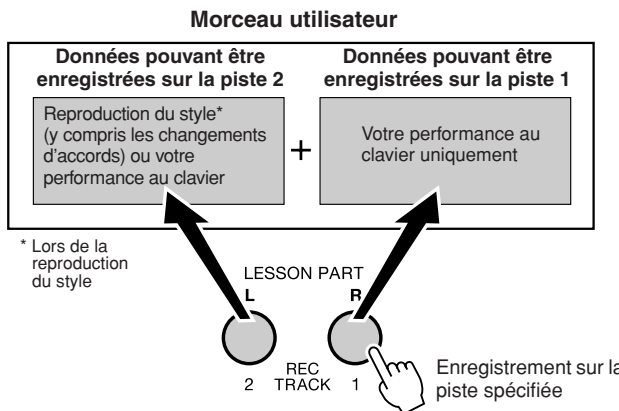 Morceau utilisateur
Données pouvant être
enregistrées sur la piste 2
Données pouvant être
enregistrées sur la piste 1
Reproduction du style*
(y compris les changements
d'accords) ou votre
performance au clavier
+
Votre performance au
clavier uniquement
* Lors de la
reproduction
du style
LESSON PART
L R
2 REC TRACK 1
Enregistrement sur la
piste spécifiée